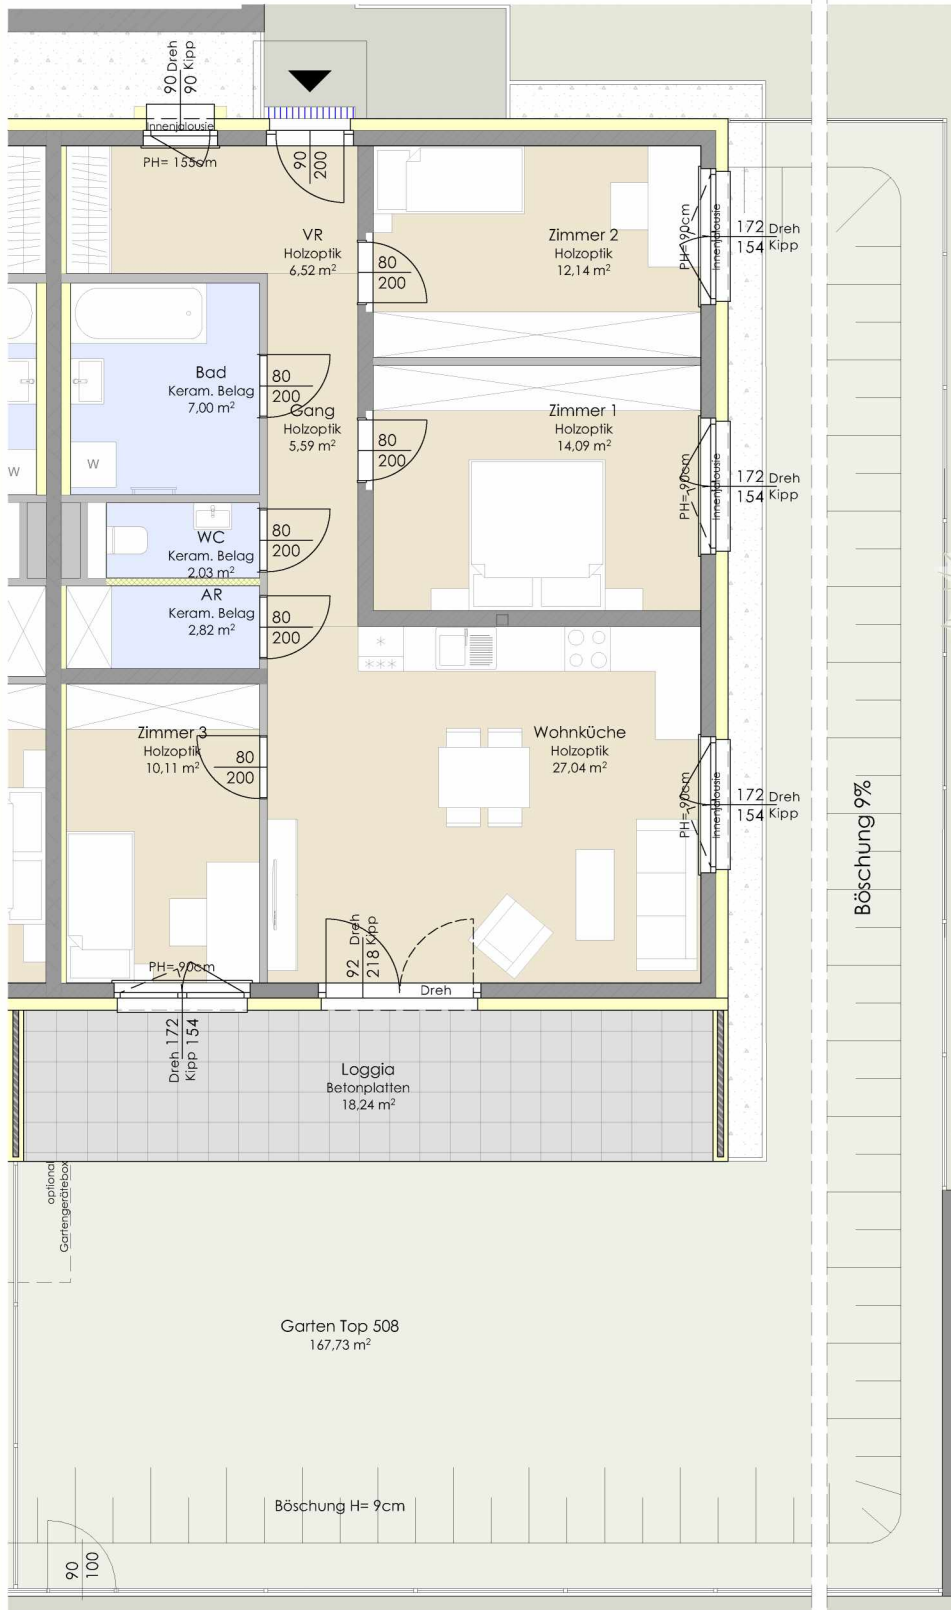 90 Dreh
90 Kipp
Innenjalousie
PH= 155cm
90
200
VR
Holzoptik
6,52 m²
80
200
Zimmer 2
Holzoptik
12,14 m²
PH= 90cm
Innenjalousie
172 Dreh
154 Kipp
Bad
Keram. Belag
7,00 m²
80
200
W
W
Gang
Holzoptik
5,59 m²
80
200
Zimmer 1
Holzoptik
14,09 m²
PH= 90cm
Innenjalousie
172 Dreh
154 Kipp
WC
Keram. Belag
2,03 m²
80
200
AR
Keram. Belag
2,82 m²
80
200
Zimmer 3
Holzoptik
10,11 m²
80
200
Wohnküche
Holzoptik
27,04 m²
PH= 90cm
Innenjalousie
172 Dreh
154 Kipp
Böschung 9%
PH= 90cm
Dreh 172
Kipp 154
92 Dreh
218 Kipp
Dreh
Loggia
Betonplatten
18,24 m²
optional
Gartengerätebox
Garten Top 508
167,73 m²
Böschung H= 9cm
90
100